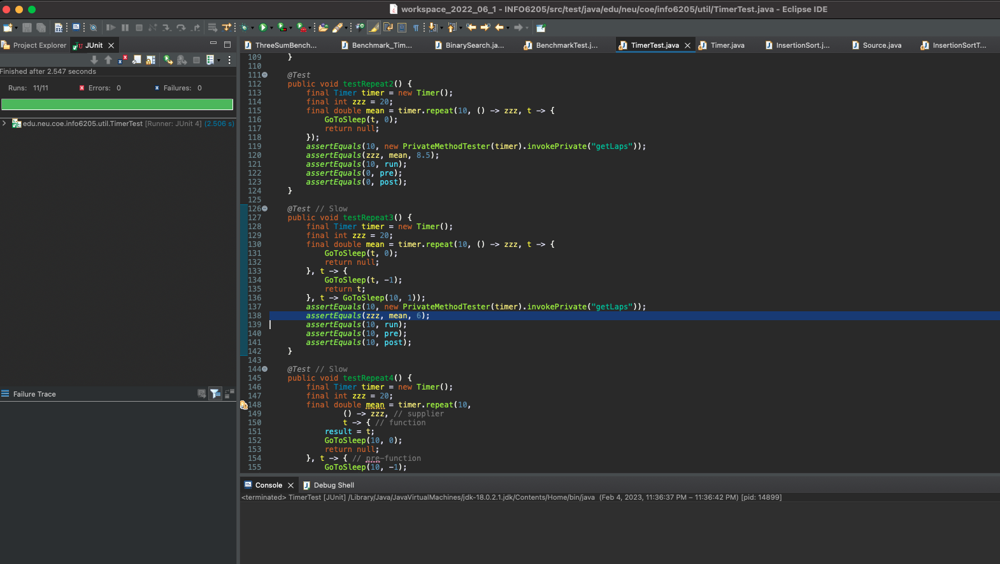 workspace_2022_06_1 - INFO6205/src/test/java/edu/neu/coe/info6205/util/TimerTest.java - Eclipse IDE
Project Explorer
JUnit
ThreeSumBench...
Benchmark_Tim...
BinarySearch.ja...
BenchmarkTest.j...
TimerTest.java
Timer.java
InsertionSort.j...
Source.java
InsertionSortT...
Finished after 2.547 seconds
Runs: 11/11 Errors: 0 Failures: 0
edu.neu.coe.info6205.util.TimerTest [Runner: JUnit 4] (2.506 s)
Failure Trace
109 }
110
111 @Test
112 public void testRepeat2() {
113 final Timer timer = new Timer();
114 final int zzz = 20;
115 final double mean = timer.repeat(10, () -> zzz, t -> {
116 GoToSleep(t, 0);
117 return null;
118 });
119 assertEquals(10, new PrivateMethodTester(timer).invokePrivate("getLaps"));
120 assertEquals(zzz, mean, 8.5);
121 assertEquals(10, run);
122 assertEquals(0, pre);
123 assertEquals(0, post);
124 }
125
126 @Test // Slow
127 public void testRepeat3() {
128 final Timer timer = new Timer();
129 final int zzz = 20;
130 final double mean = timer.repeat(10, () -> zzz, t -> {
131 GoToSleep(t, 0);
132 return null;
133 }, t -> {
134 GoToSleep(t, -1);
135 return t;
136 }, t -> GoToSleep(10, 1));
137 assertEquals(10, new PrivateMethodTester(timer).invokePrivate("getLaps"));
138 assertEquals(zzz, mean, 6);
139 assertEquals(10, run);
140 assertEquals(10, pre);
141 assertEquals(10, post);
142 }
143
144 @Test // Slow
145 public void testRepeat4() {
146 final Timer timer = new Timer();
147 final int zzz = 20;
148 final double mean = timer.repeat(10,
149 () -> zzz, // supplier
150 t -> { // function
151 result = t;
152 GoToSleep(10, 0);
153 return null;
154 }, t -> { // pre-function
155 GoToSleep(10, -1);
Console
Debug Shell
<terminated> TimerTest [JUnit] /Library/Java/JavaVirtualMachines/jdk-18.0.2.1.jdk/Contents/Home/bin/java (Feb 4, 2023, 11:36:37 PM – 11:36:42 PM) [pid: 14899]